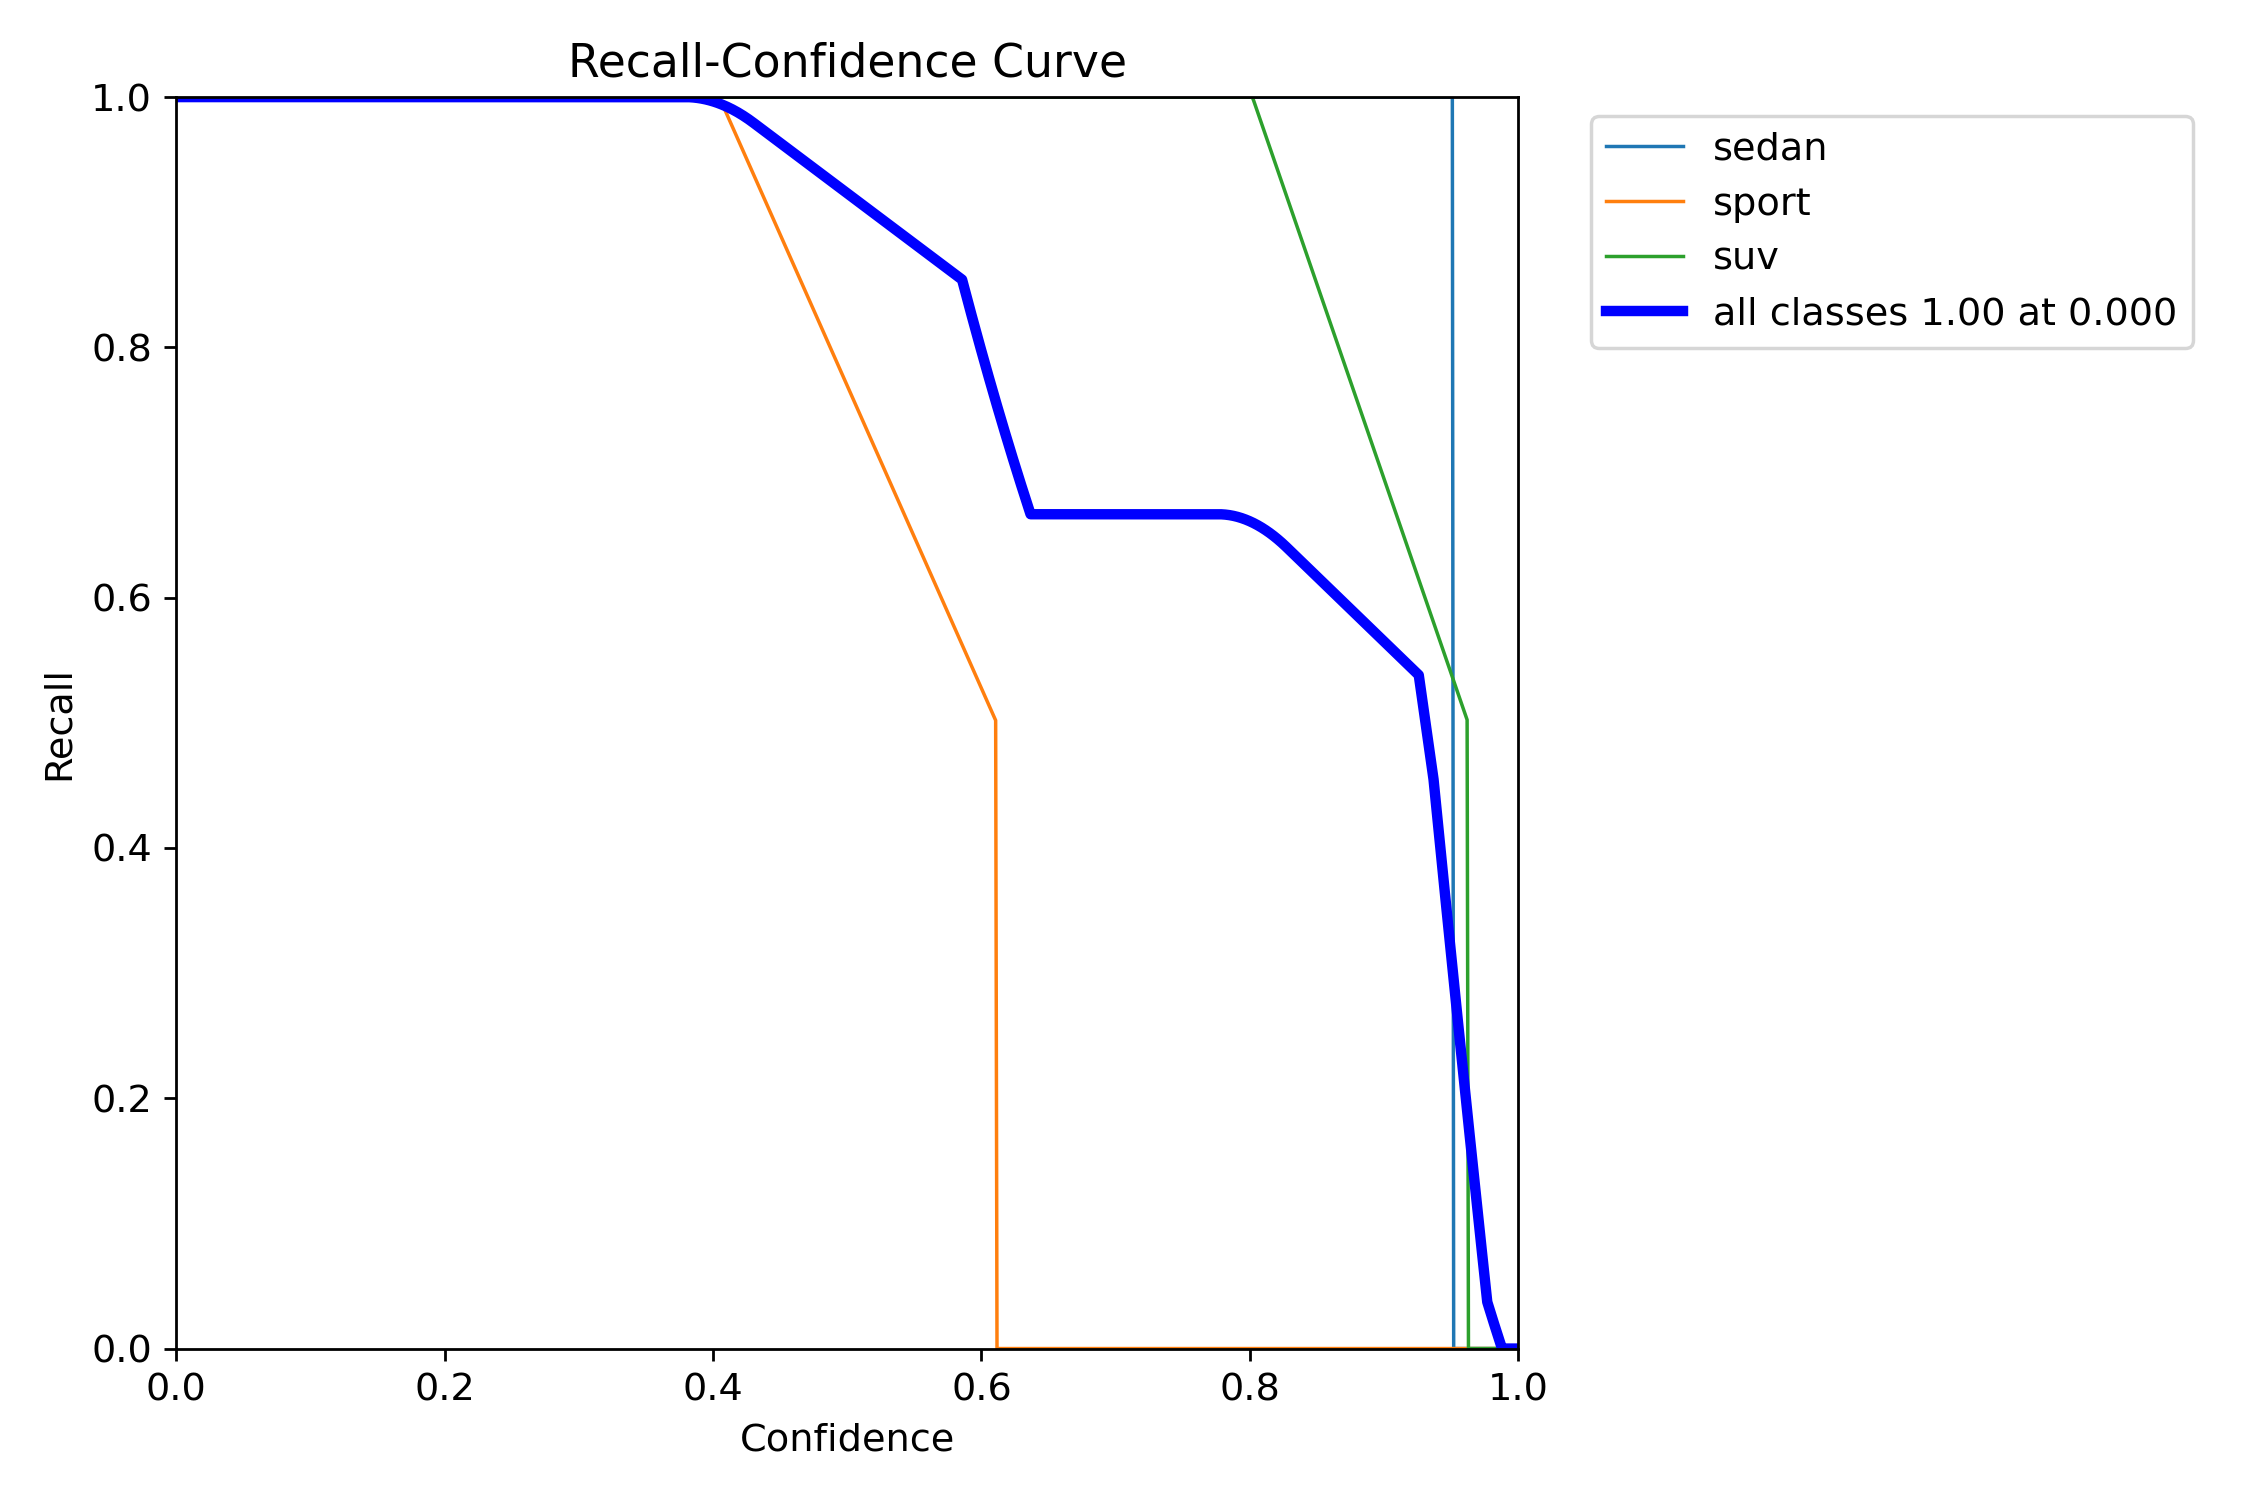 Recall-Confidence Curve
1.0
0.8
0.6
0.4
0.2
0.0
Recall
0.0 0.2 0.4 0.6 0.8 1.0
Confidence
sedan
sport
suv
all classes 1.00 at 0.000